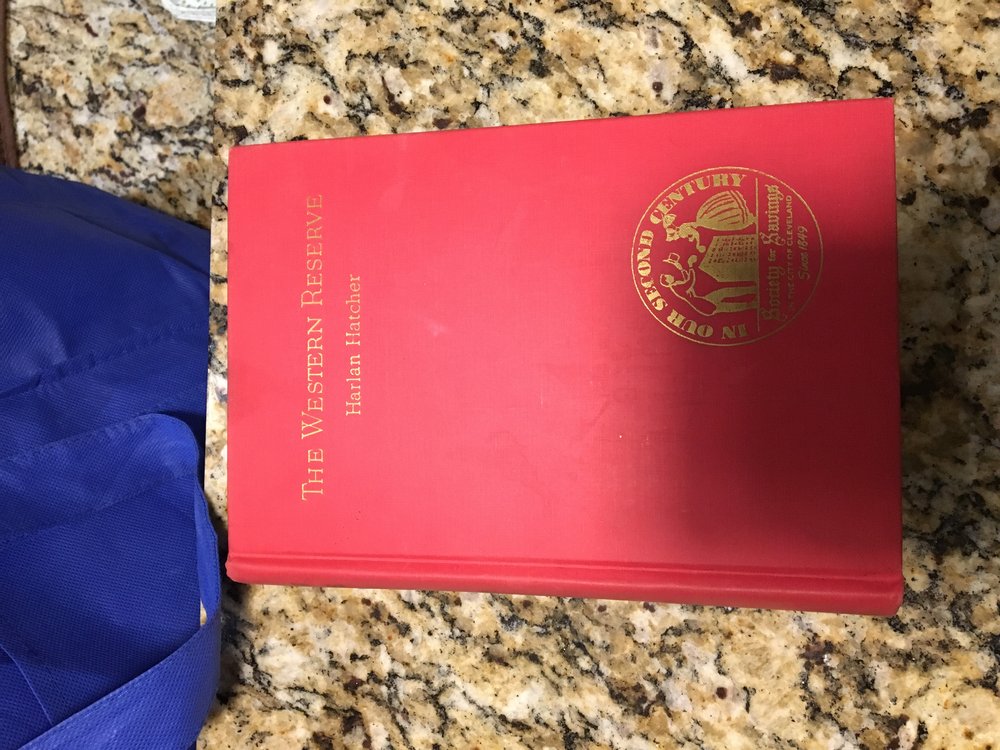 THE WESTERN RESERVE
Harlan Hatcher
IN OUR SECOND CENTURY
Society for Savings
IN THE CITY OF CLEVELAND
Since 1849